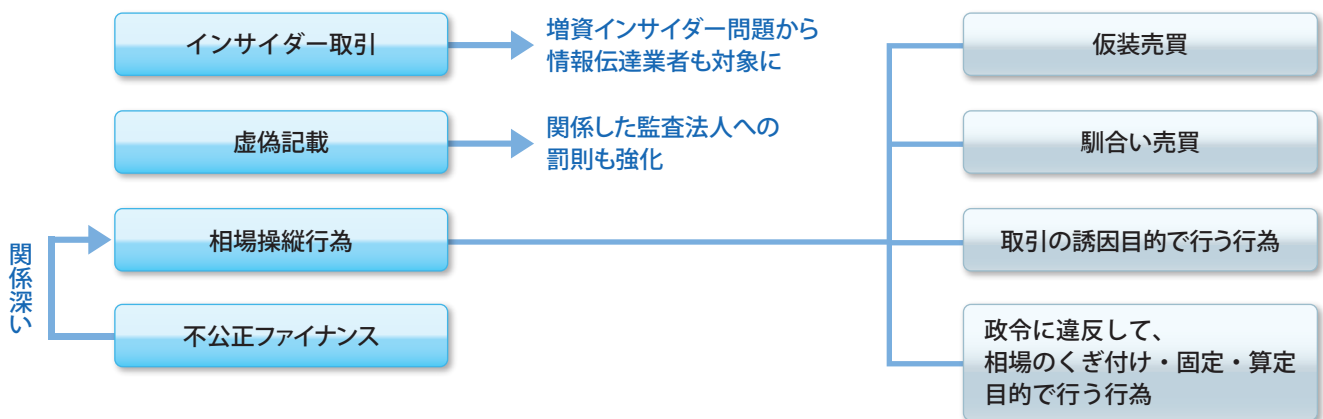 インサイダー取引
増資インサイダー問題から
情報伝達業者も対象に
虚偽記載
関係した監査法人への
罰則も強化
相場操縦行為
不公正ファイナンス
関係深い
仮装売買
馴合い売買
取引の誘因目的で行う行為
政令に違反して、
相場のくぎ付け・固定・算定
目的で行う行為